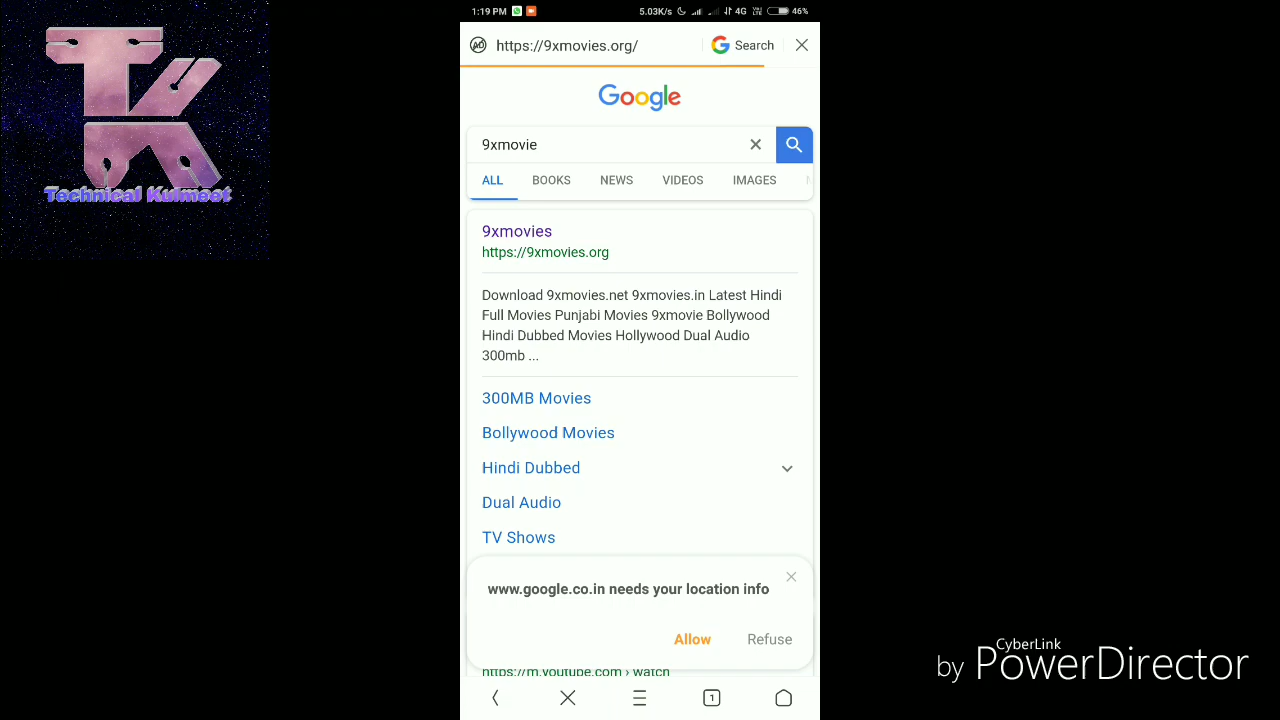 1:19 PM 5.03K/s 4G 46%
https://9xmovies.org/ Search
Google
9xmovie
ALL BOOKS NEWS VIDEOS IMAGES
9xmovies
https://9xmovies.org
Download 9xmovies.net 9xmovies.in Latest Hindi
Full Movies Punjabi Movies 9xmovie Bollywood
Hindi Dubbed Movies Hollywood Dual Audio
300mb ...
300MB Movies
Bollywood Movies
Hindi Dubbed
Dual Audio
TV Shows
www.google.co.in needs your location info
Allow Refuse
https://m.youtube.com › watch
1
TK
Technical Kulmeet
CyberLink
by PowerDirector